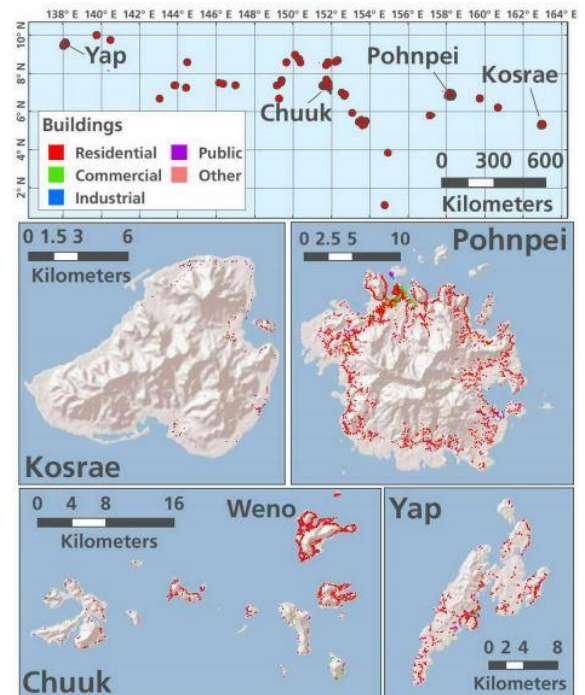 138° E 140° E 142° E 144° E 146° E 148° E 150° E 152° E 154° E 156° E 158° E 160° E 162° E 163° E
10° N
8° N
6° N
4° N
2° N
Yap
Pohnpei
Kosrae
Chuuk
Buildings
Residential
Public
Commercial
Other
Industrial
0 300 600
Kilometers
0 1.5 3 6
Kilometers
Kosrae
0 2.5 5 10
Kilometers
Pohnpei
0 4 8 16
Kilometers
Weno
Chuuk
Yap
0 2 4 8
Kilometers